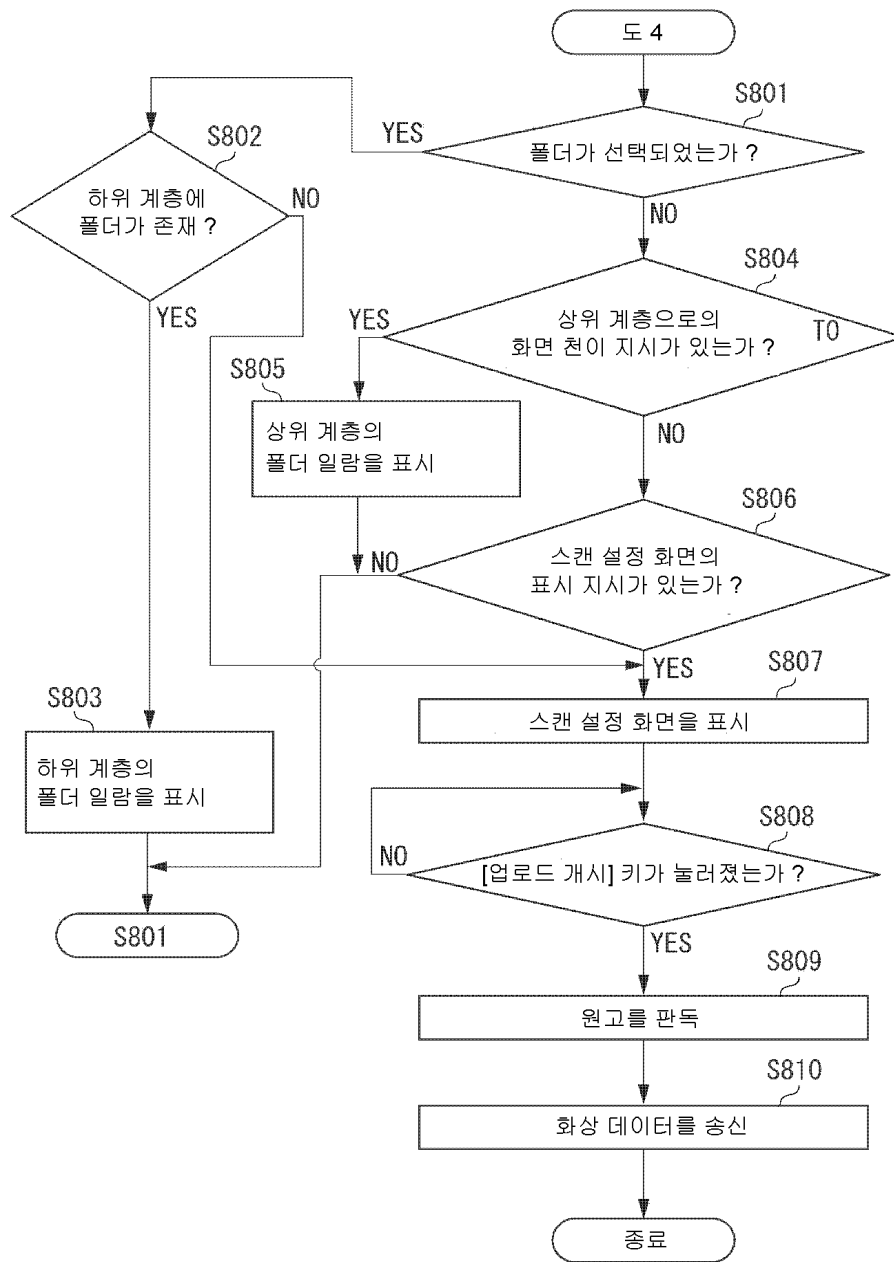 도 4
S801
YES
폴더가 선택되었는가 ?
NO
S802
하위 계층에
폴더가 존재 ?
NO
YES
S804
상위 계층으로의
화면 천이 지시가 있는가 ?
TO
YES
NO
S805
상위 계층의
폴더 일람을 표시
S806
스캔 설정 화면의
표시 지시가 있는가 ?
NO
YES
S807
스캔 설정 화면을 표시
S803
하위 계층의
폴더 일람을 표시
S801
S808
[업로드 개시] 키가 눌러졌는가 ?
NO
YES
S809
원고를 판독
S810
화상 데이터를 송신
종료